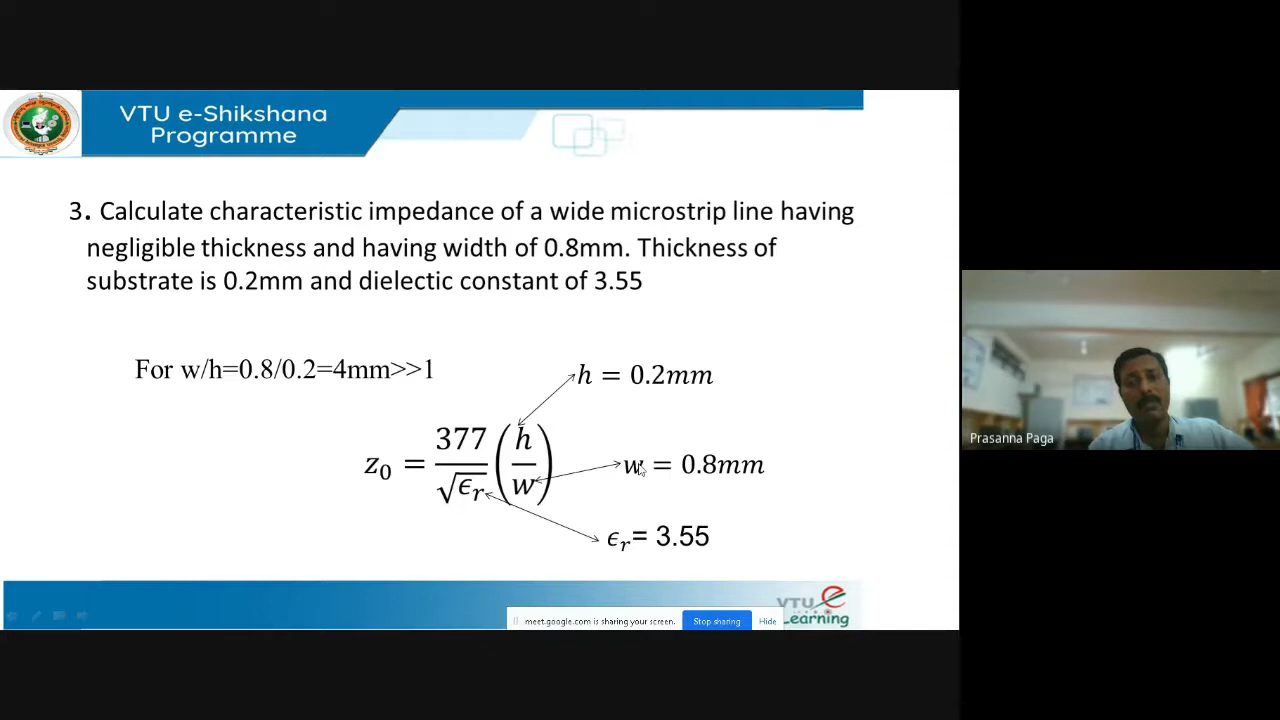 VTU e-Shikshana
Programme
3. Calculate characteristic impedance of a wide microstrip line having
negligible thickness and having width of 0.8mm. Thickness of
substrate is 0.2mm and dielectic constant of 3.55
For w/h=0.8/0.2=4mm>>1
h = 0.2mm
z₀ = 377/√ϵᵣ (h/w)
w = 0.8mm
ϵᵣ= 3.55
Prasanna Paga
VTU e
Learning
meet.google.com is sharing your screen. Stop sharing Hide